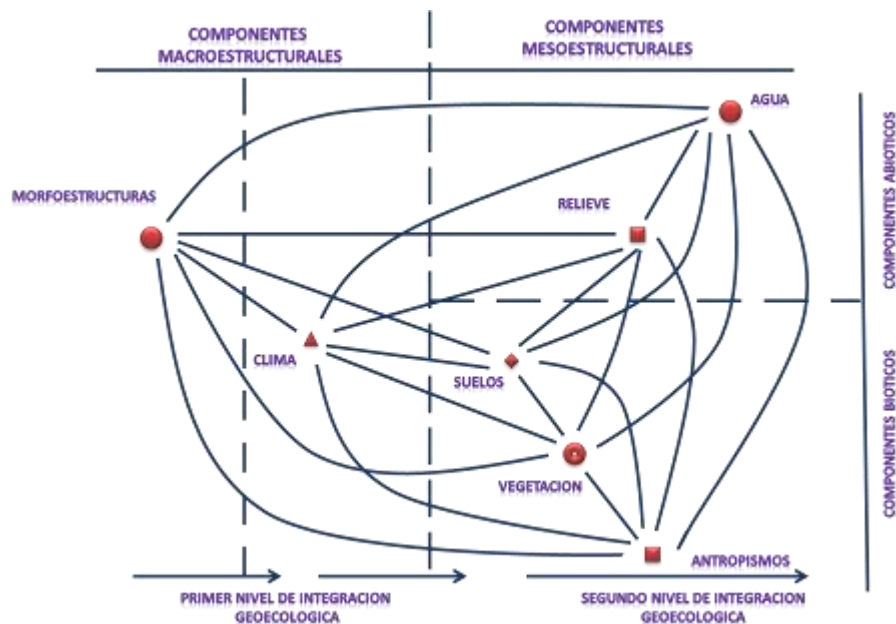 COMPONENTES
MACROESTRUCTURALES
COMPONENTES
MESOESTRUCTURALES
AGUA
MORFOESTRUCTURAS
RELIEVE
CLIMA
SUELOS
VEGETACION
ANTROPISMOS
COMPONENTES ABIOTICOS
COMPONENTES BIOTICOS
PRIMER NIVEL DE INTEGRACION
GEOECOLOGICA
SEGUNDO NIVEL DE INTEGRACION
GEOECOLOGICA